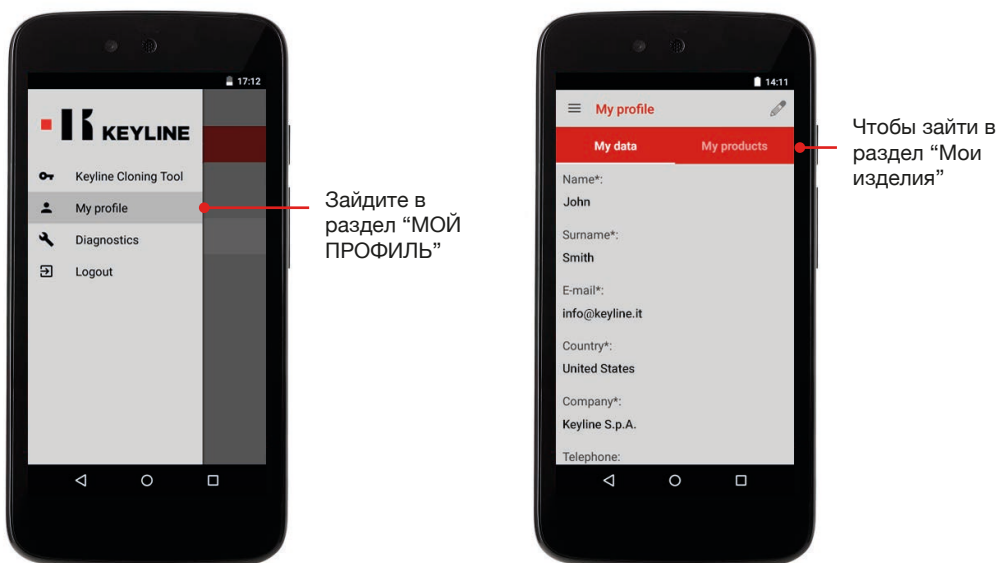 17:12
KEYLINE
Keyline Cloning Tool
My profile
Diagnostics
Logout
Зайдите в
раздел “МОЙ
ПРОФИЛЬ”
14:11
My profile
My data
My products
Name*:
John
Surname*:
Smith
E-mail*:
info@keyline.it
Country*:
United States
Company*:
Keyline S.p.A.
Telephone:
Чтобы зайти в
раздел “Мои
изделия”